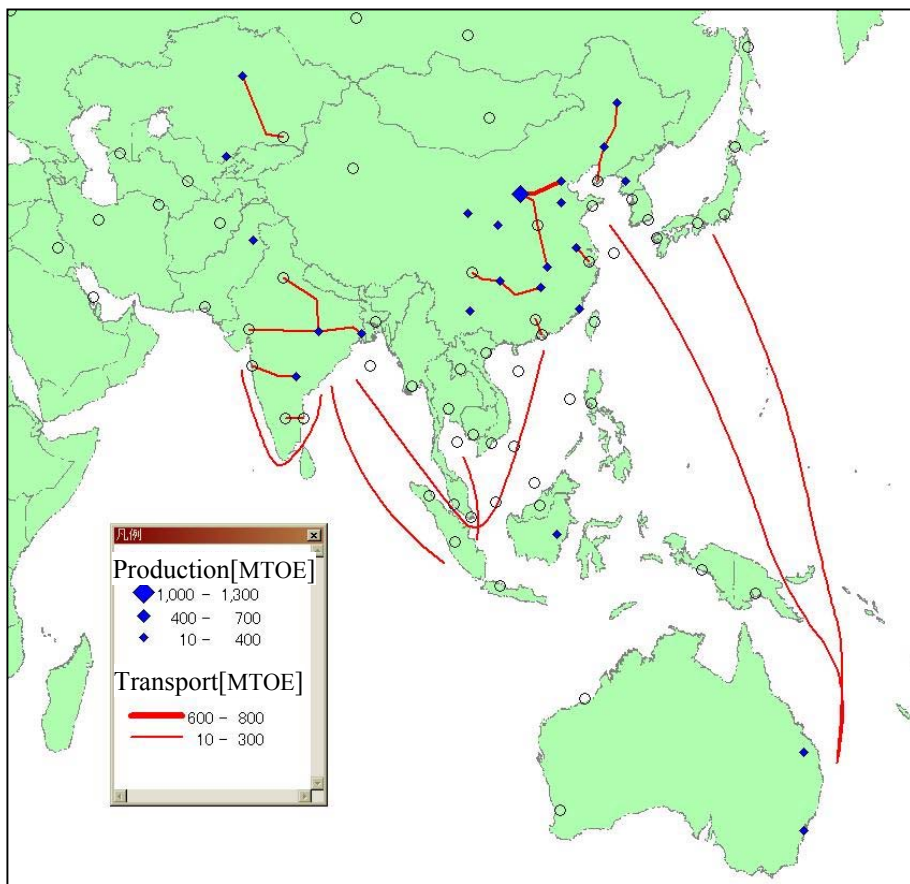 凡例
Production[MTOE]
1,000 - 1,300
400 - 700
10 - 400
Transport[MTOE]
600 - 800
10 - 300